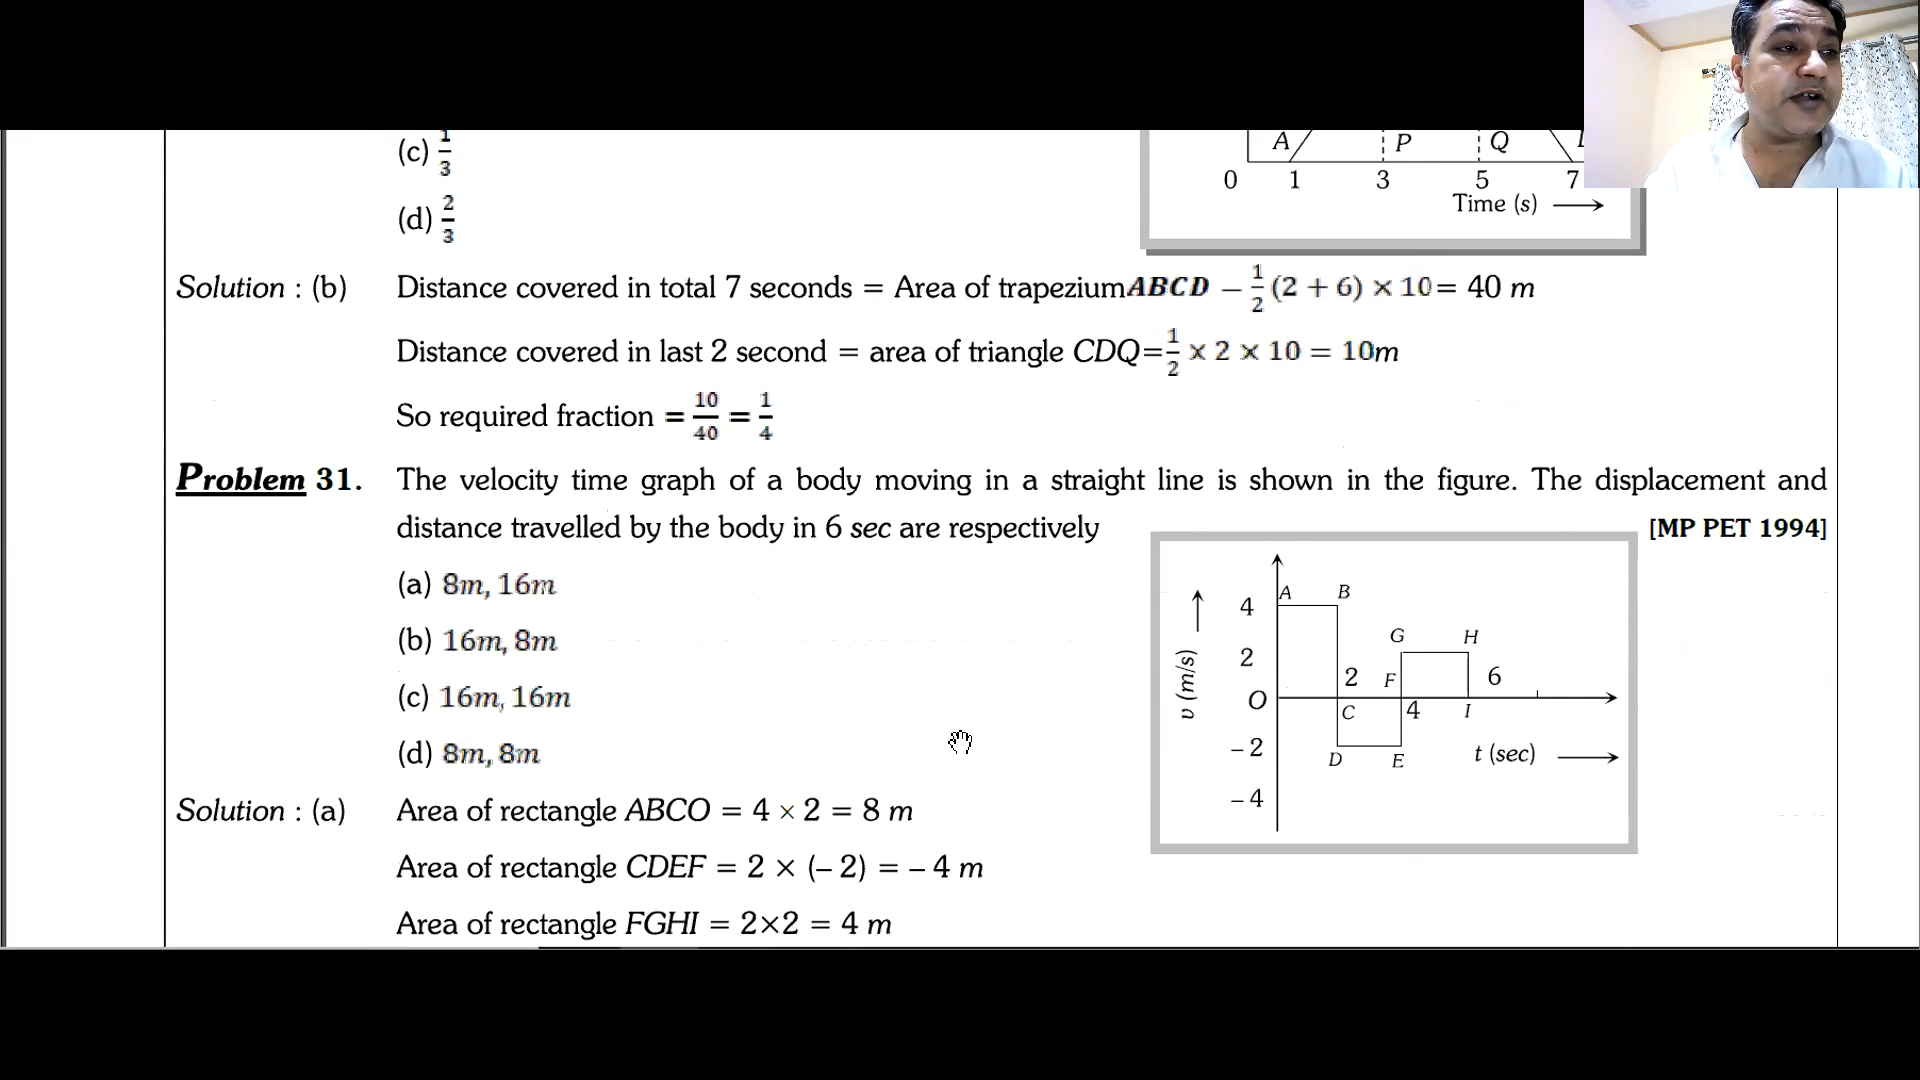 (c) 1/3
A P Q
0 1 3 5 7
Time (s)
(d) 2/3
Solution : (b) Distance covered in total 7 seconds = Area of trapezium ABCD − 1/2 (2 + 6) × 10 = 40 m
Distance covered in last 2 second = area of triangle CDQ = 1/2 × 2 × 10 = 10m
So required fraction = 10/40 = 1/4
Problem 31. The velocity time graph of a body moving in a straight line is shown in the figure. The displacement and
distance travelled by the body in 6 sec are respectively [MP PET 1994]
(a) 8m, 16m
(b) 16m, 8m
(c) 16m, 16m
(d) 8m, 8m
A B
4
G H
2
2 F 6
v (m/s)
O
C 4 I
– 2
D E
t (sec)
– 4
Solution : (a) Area of rectangle ABCO = 4 × 2 = 8 m
Area of rectangle CDEF = 2 × (– 2) = – 4 m
Area of rectangle FGHI = 2×2 = 4 m